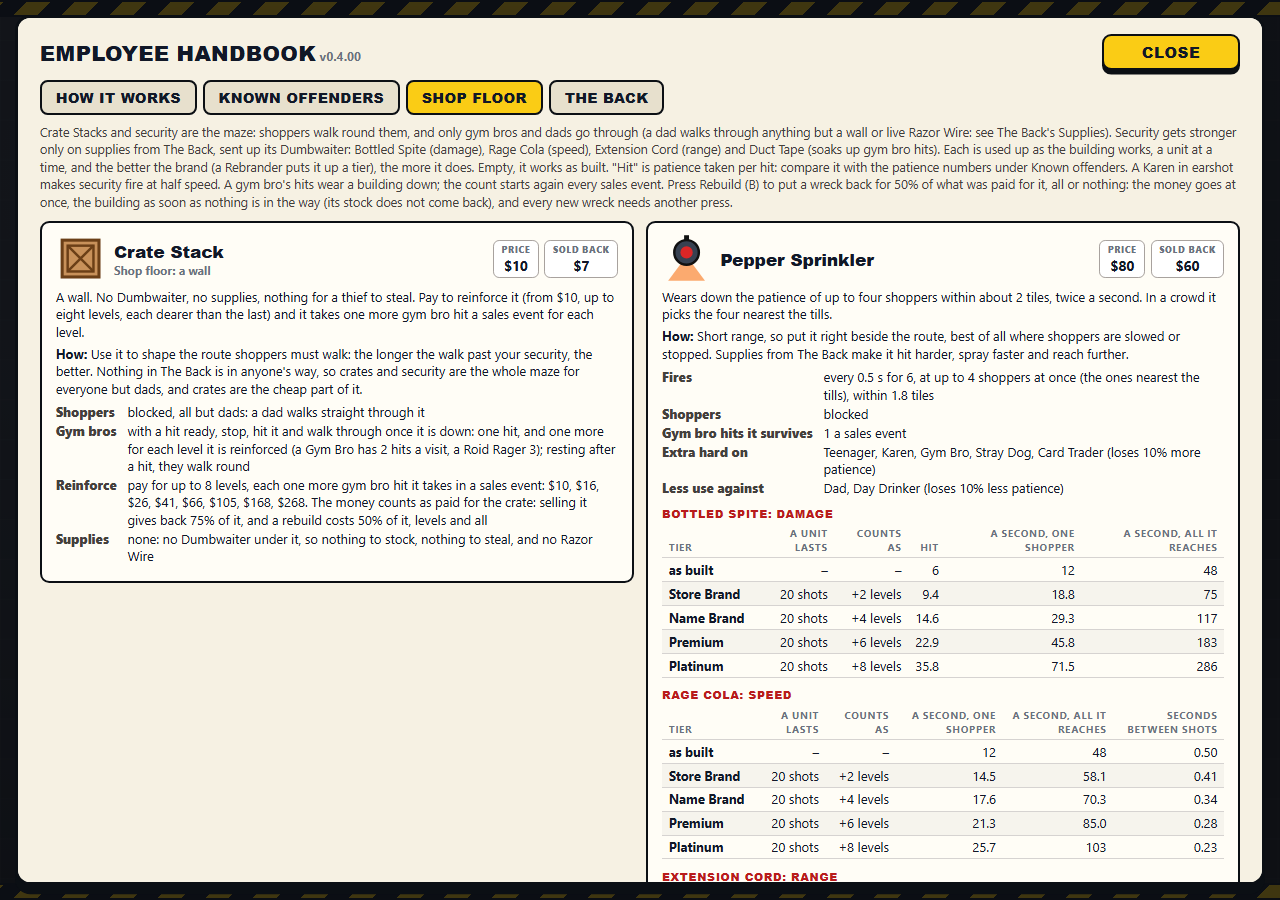 EMPLOYEE HANDBOOK v0.4.00
CLOSE
HOW IT WORKS
KNOWN OFFENDERS
SHOP FLOOR
THE BACK
Crate Stacks and security are the maze: shoppers walk round them, and only gym bros and dads go through (a dad walks through anything but a wall or live Razor Wire: see The Back's Supplies). Security gets stronger
only on supplies from The Back, sent up its Dumbwaiter: Bottled Spite (damage), Rage Cola (speed), Extension Cord (range) and Duct Tape (soaks up gym bro hits). Each is used up as the building works, a unit at a
time, and the better the brand (a Rebrander puts it up a tier), the more it does. Empty, it works as built. "Hit" is patience taken per hit: compare it with the patience numbers under Known offenders. A Karen in earshot
makes security fire at half speed. A gym bro's hits wear a building down; the count starts again every sales event. Press Rebuild (B) to put a wreck back for 50% of what was paid for it, all or nothing: the money goes at
once, the building as soon as nothing is in the way (its stock does not come back), and every new wreck needs another press.
Crate Stack
Shop floor: a wall
PRICE
$10
SOLD BACK
$7
A wall. No Dumbwaiter, no supplies, nothing for a thief to steal. Pay to reinforce it (from $10, up to
eight levels, each dearer than the last) and it takes one more gym bro hit a sales event for each
level.
How: Use it to shape the route shoppers must walk: the longer the walk past your security, the
better. Nothing in The Back is in anyone's way, so crates and security are the whole maze for
everyone but dads, and crates are the cheap part of it.
Shoppers blocked, all but dads: a dad walks straight through it
Gym bros with a hit ready, stop, hit it and walk through once it is down: one hit, and one more
for each level it is reinforced (a Gym Bro has 2 hits a visit, a Roid Rager 3); resting after
a hit, they walk round
Reinforce pay for up to 8 levels, each one more gym bro hit it takes in a sales event: $10, $16,
$26, $41, $66, $105, $168, $268. The money counts as paid for the crate: selling it
gives back 75% of it, and a rebuild costs 50% of it, levels and all
Supplies none: no Dumbwaiter under it, so nothing to stock, nothing to steal, and no Razor
Wire
Pepper Sprinkler
PRICE
$80
SOLD BACK
$60
Wears down the patience of up to four shoppers within about 2 tiles, twice a second. In a crowd it
picks the four nearest the tills.
How: Short range, so put it right beside the route, best of all where shoppers are slowed or
stopped. Supplies from The Back make it hit harder, spray faster and reach further.
Fires every 0.5 s for 6, at up to 4 shoppers at once (the ones nearest the
tills), within 1.8 tiles
Shoppers blocked
Gym bro hits it survives 1 a sales event
Extra hard on Teenager, Karen, Gym Bro, Stray Dog, Card Trader (loses 10% more
patience)
Less use against Dad, Day Drinker (loses 10% less patience)
BOTTLED SPITE: DAMAGE
TIER A UNIT LASTS COUNTS AS HIT A SECOND, ONE SHOPPER A SECOND, ALL IT REACHES
as built – – 6 12 48
Store Brand 20 shots +2 levels 9.4 18.8 75
Name Brand 20 shots +4 levels 14.6 29.3 117
Premium 20 shots +6 levels 22.9 45.8 183
Platinum 20 shots +8 levels 35.8 71.5 286
RAGE COLA: SPEED
TIER A UNIT LASTS COUNTS AS A SECOND, ONE SHOPPER A SECOND, ALL IT REACHES SECONDS BETWEEN SHOTS
as built – – 12 48 0.50
Store Brand 20 shots +2 levels 14.5 58.1 0.41
Name Brand 20 shots +4 levels 17.6 70.3 0.34
Premium 20 shots +6 levels 21.3 85.0 0.28
Platinum 20 shots +8 levels 25.7 103 0.23
EXTENSION CORD: RANGE